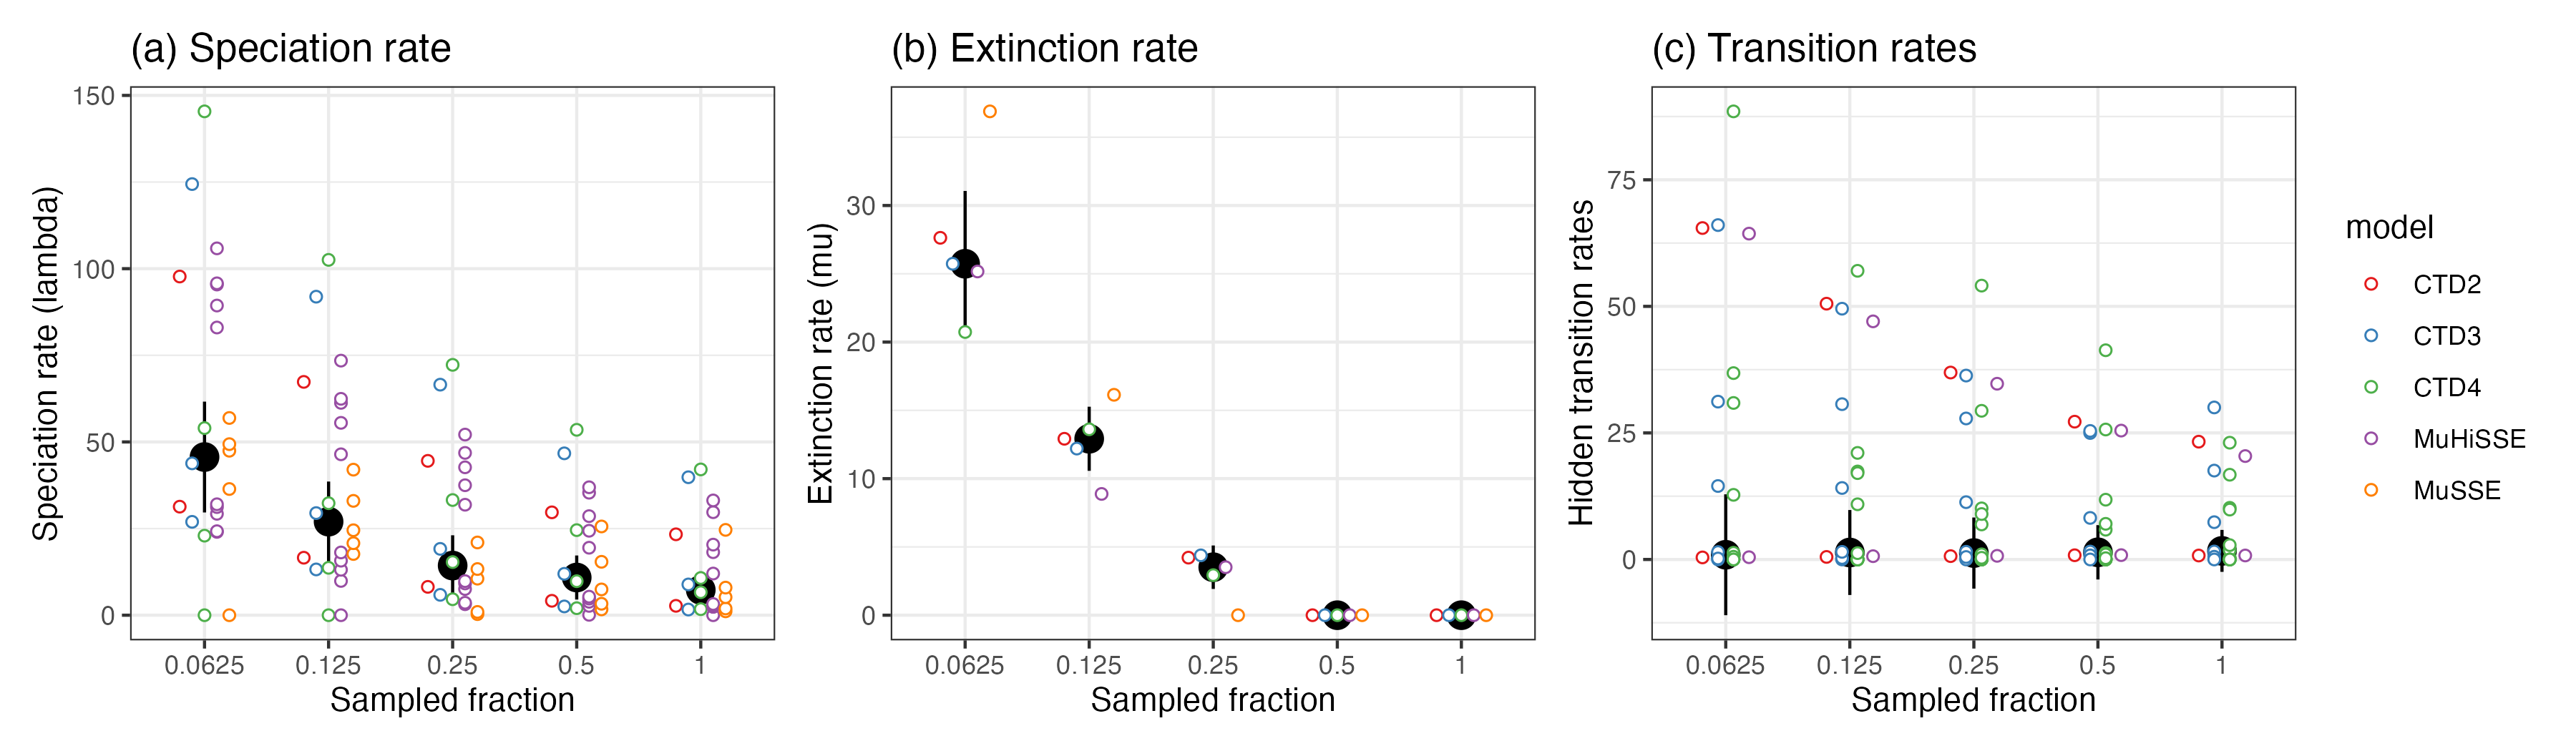 (a) Speciation rate
Speciation rate (lambda)
150
100
50
0
0.0625 0.125 0.25 0.5 1
Sampled fraction
(b) Extinction rate
Extinction rate (mu)
30
20
10
0
0.0625 0.125 0.25 0.5 1
Sampled fraction
(c) Transition rates
Hidden transition rates
75
50
25
0
0.0625 0.125 0.25 0.5 1
Sampled fraction
model
CTD2
CTD3
CTD4
MuHiSSE
MuSSE